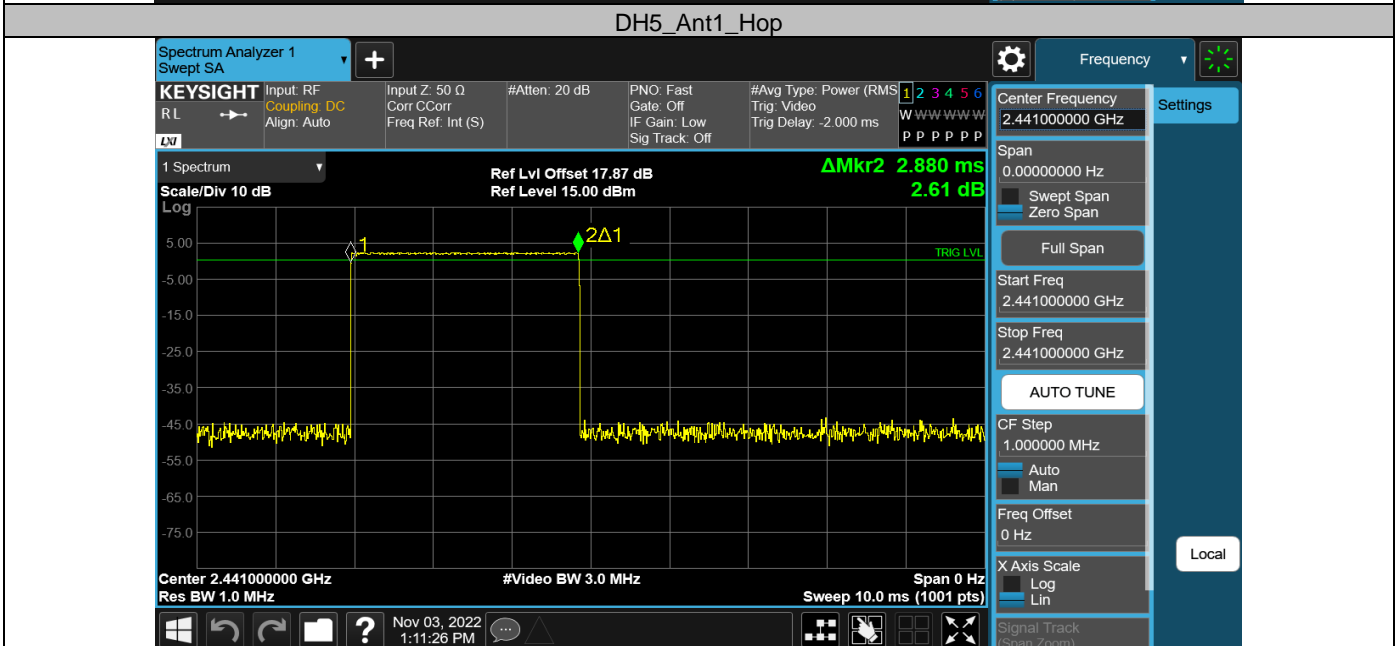 DH5_Ant1_Hop
Spectrum Analyzer 1
Swept SA
Frequency
KEYSIGHT
RL
LXI
Input: RF
Coupling: DC
Align: Auto
Input Z: 50 Ω
Corr CCorr
Freq Ref: Int (S)
#Atten: 20 dB
PNO: Fast
Gate: Off
IF Gain: Low
Sig Track: Off
#Avg Type: Power (RMS
Trig: Video
Trig Delay: -2.000 ms
1 2 3 4 5 6
W W W W W W
P P P P P P
1 Spectrum
Scale/Div 10 dB
Log
Ref Lvl Offset 17.87 dB
Ref Level 15.00 dBm
ΔMkr2 2.880 ms
2.61 dB
5.00
-5.00
-15.0
-25.0
-35.0
-45.0
-55.0
-65.0
-75.0
1
2Δ1
TRIG LVL
Center 2.441000000 GHz
Res BW 1.0 MHz
#Video BW 3.0 MHz
Span 0 Hz
Sweep 10.0 ms (1001 pts)
Nov 03, 2022
1:11:26 PM
Center Frequency
2.441000000 GHz
Span
0.00000000 Hz
Swept Span
Zero Span
Full Span
Start Freq
2.441000000 GHz
Stop Freq
2.441000000 GHz
AUTO TUNE
CF Step
1.000000 MHz
Auto
Man
Freq Offset
0 Hz
X Axis Scale
Log
Lin
Signal Track
(Span Zoom)
Settings
Local